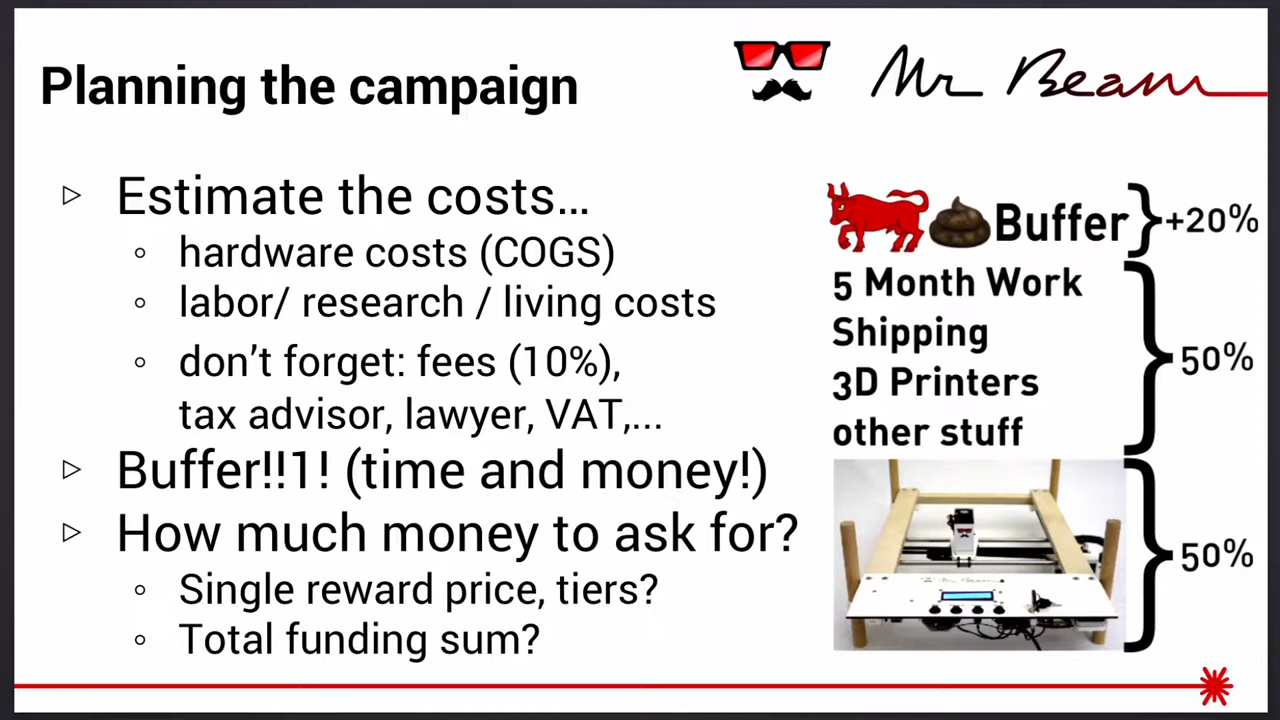 Planning the campaign
Mr Beam
▷ Estimate the costs...
◦ hardware costs (COGS)
◦ labor/ research / living costs
◦ don't forget: fees (10%),
tax advisor, lawyer, VAT,...
▷ Buffer!!1! (time and money!)
▷ How much money to ask for?
◦ Single reward price, tiers?
◦ Total funding sum?
Buffer } +20%
5 Month Work
Shipping
3D Printers
other stuff
} 50%
Mr Beam
} 50%